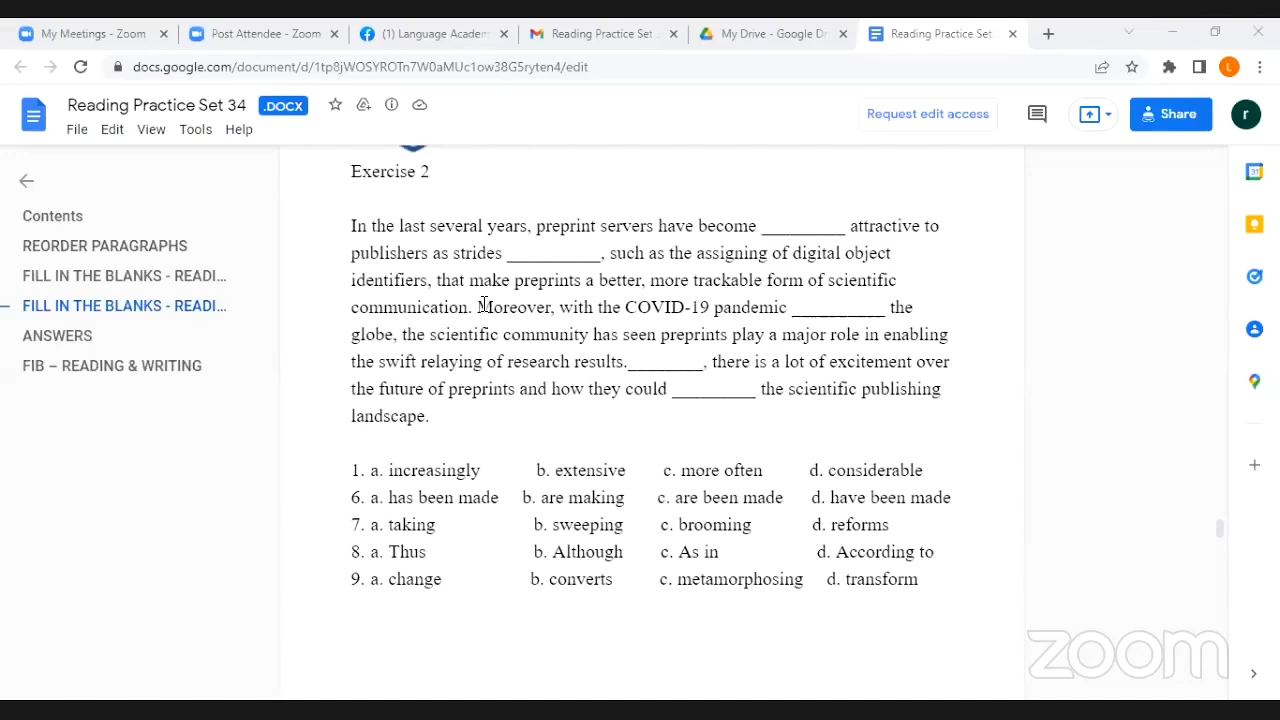 My Meetings - Zoom
Post Attendee - Zoom
(1) Language Academ
Reading Practice Set
My Drive - Google Dr
Reading Practice Set
docs.google.com/document/d/1tp8jWOSYROTn7W0aMUc1ow38G5ryten4/edit
L
Reading Practice Set 34 .DOCX
File Edit View Tools Help
Request edit access
Share
r
31
Contents
REORDER PARAGRAPHS
FILL IN THE BLANKS - READI...
FILL IN THE BLANKS - READI...
ANSWERS
FIB – READING & WRITING
Exercise 2
In the last several years, preprint servers have become _________ attractive to
publishers as strides __________, such as the assigning of digital object
identifiers, that make preprints a better, more trackable form of scientific
communication. Moreover, with the COVID-19 pandemic __________ the
globe, the scientific community has seen preprints play a major role in enabling
the swift relaying of research results.________, there is a lot of excitement over
the future of preprints and how they could _________ the scientific publishing
landscape.
1. a. increasingly b. extensive c. more often d. considerable
6. a. has been made b. are making c. are been made d. have been made
7. a. taking b. sweeping c. brooming d. reforms
8. a. Thus b. Although c. As in d. According to
9. a. change b. converts c. metamorphosing d. transform
zoom